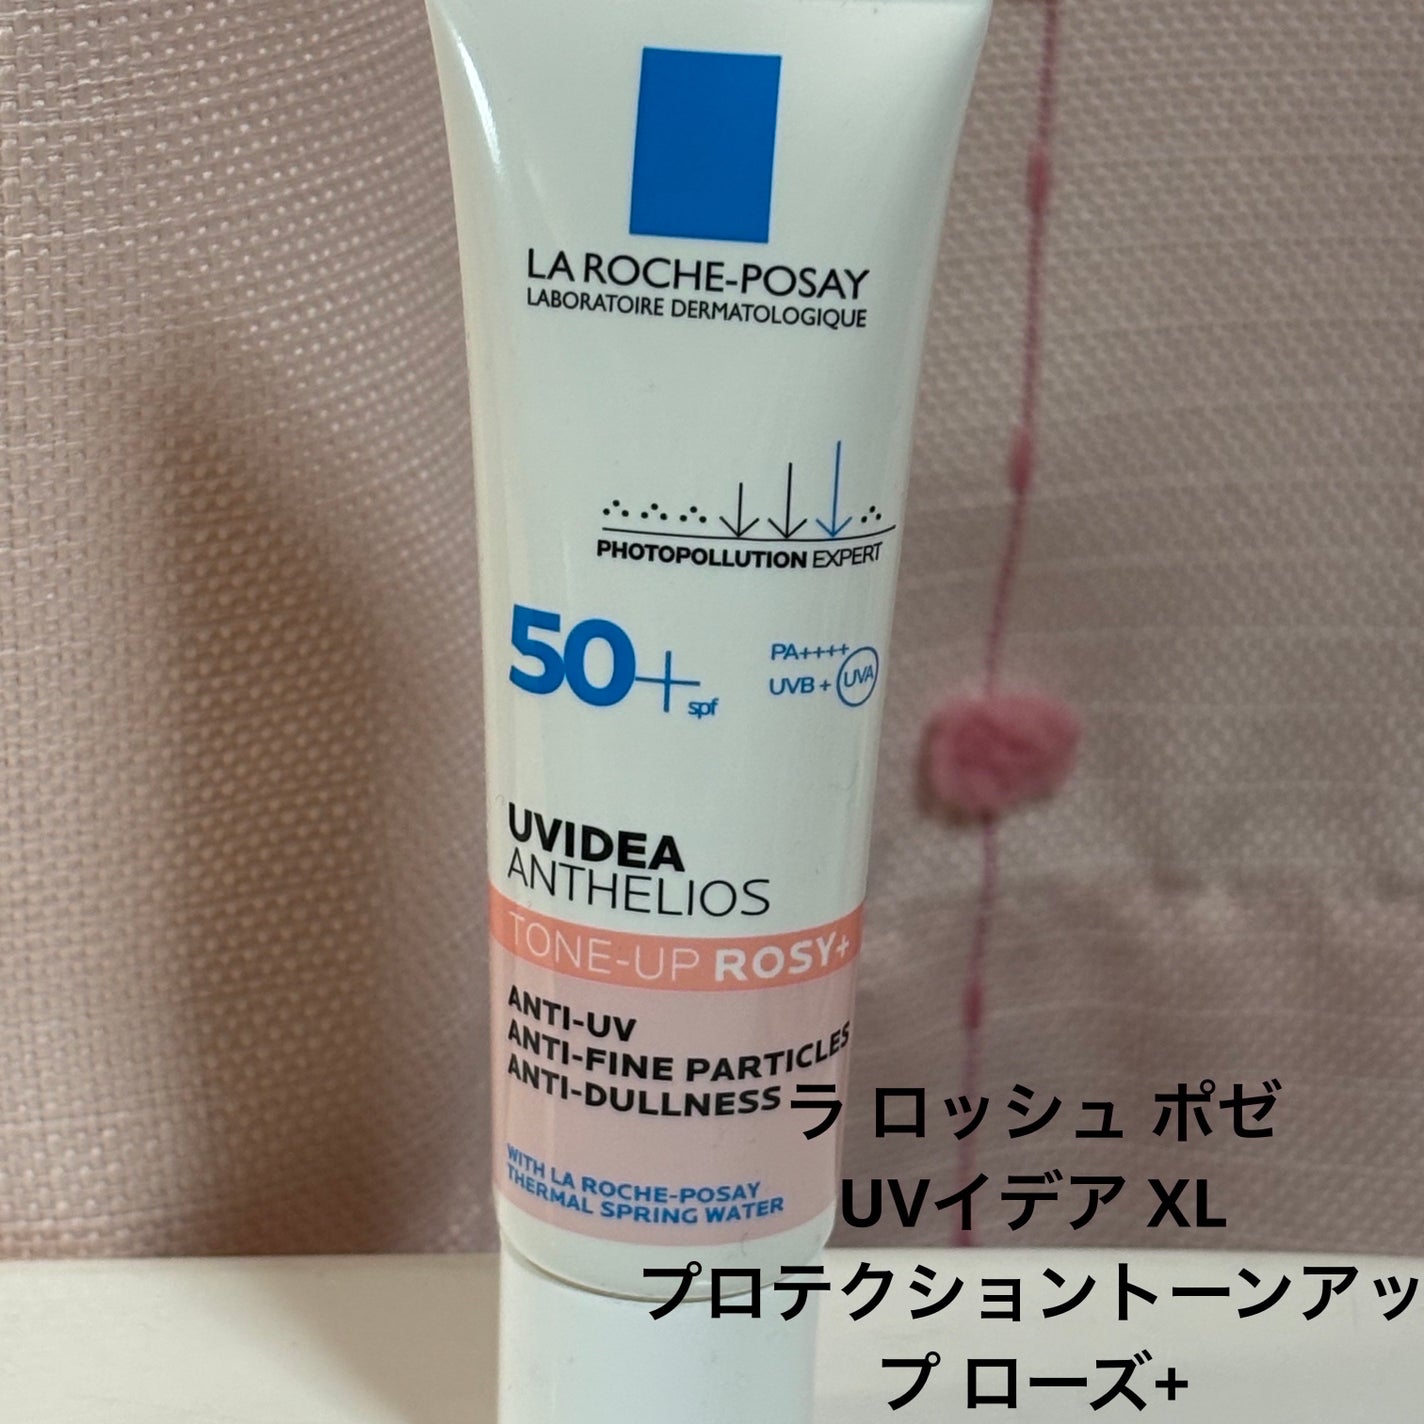 LA ROCHE-POSAY
LABORATOIRE DERMATOLOGIQUE
PHOTOPOLLUTION EXPERT
50+ spf
PA++++
UVB + UVA
UVIDEA
ANTHELIOS
TONE-UP ROSY+
ANTI-UV
ANTI-FINE PARTICLES
ANTI-DULLNESS
WITH LA ROCHE-POSAY
THERMAL SPRING WATER
ラ ロッシュ ポゼ
UVイデア XL
プロテクショントーンアッ
プ ローズ+